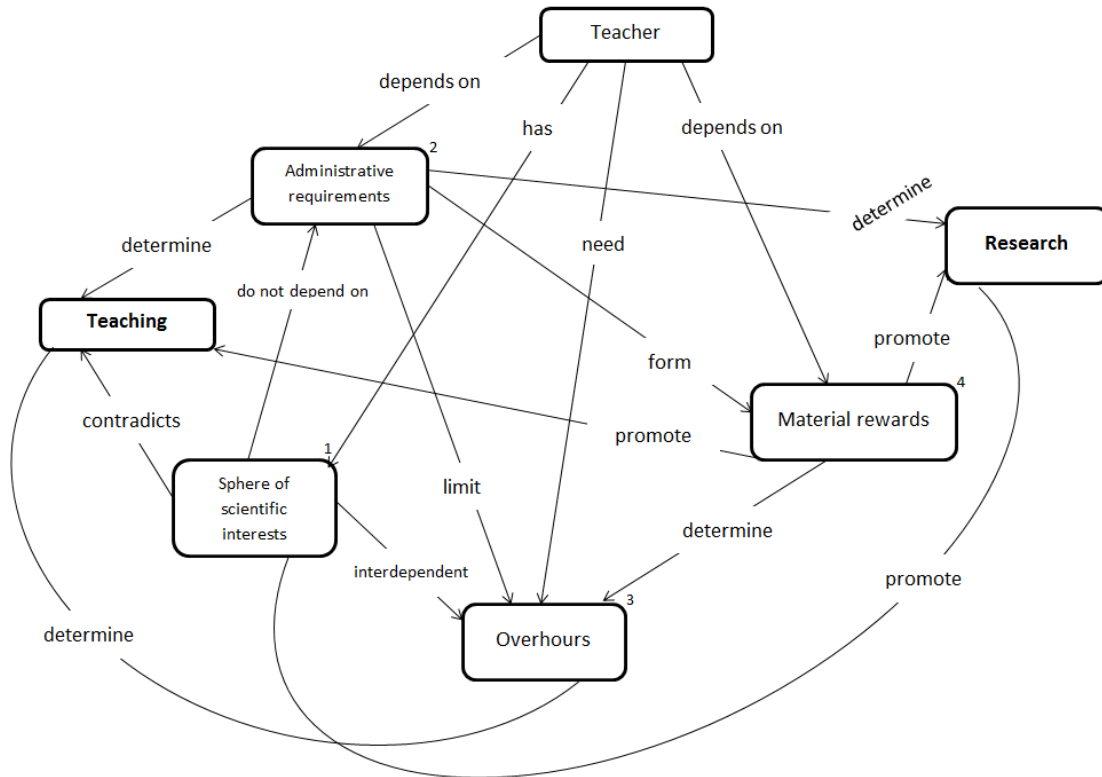 Teacher
depends on
has
depends on
2
Administrative
requirements
determine
Research
determine
need
do not depend on
Teaching
form
promote
4
Material rewards
contradicts
promote
1
Sphere of
scientific
interests
limit
determine
interdependent
promote
3
Overhours
determine